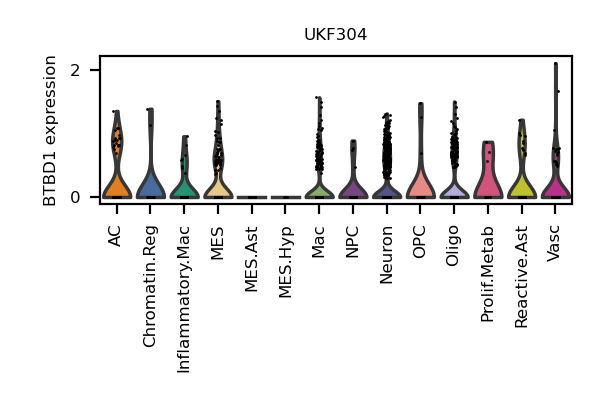 UKF304
BTBD1 expression
2
0
AC
Chromatin.Reg
Inflammatory.Mac
MES
MES.Ast
MES.Hyp
Mac
NPC
Neuron
OPC
Oligo
Prolif.Metab
Reactive.Ast
Vasc